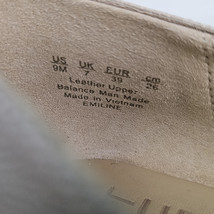 US UK EUR cm
9M 7 39 26
Leather Upper
Balance Man Made
Made in Vietnam
EMILINE